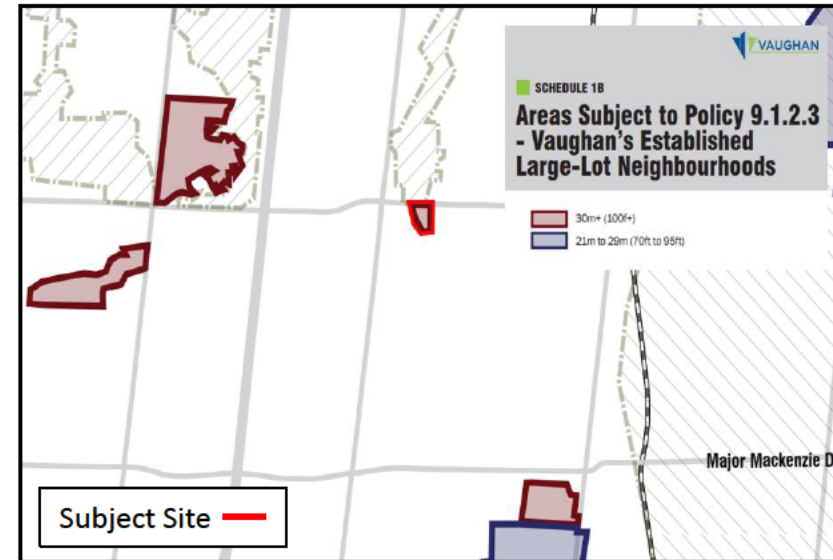 VAUGHAN
SCHEDULE 1B
Areas Subject to Policy 9.1.2.3
- Vaughan's Established
Large-Lot Neighbourhoods
30m+ (100f+)
21m to 29m (70ft to 95ft)
Major Mackenzie D
Subject Site